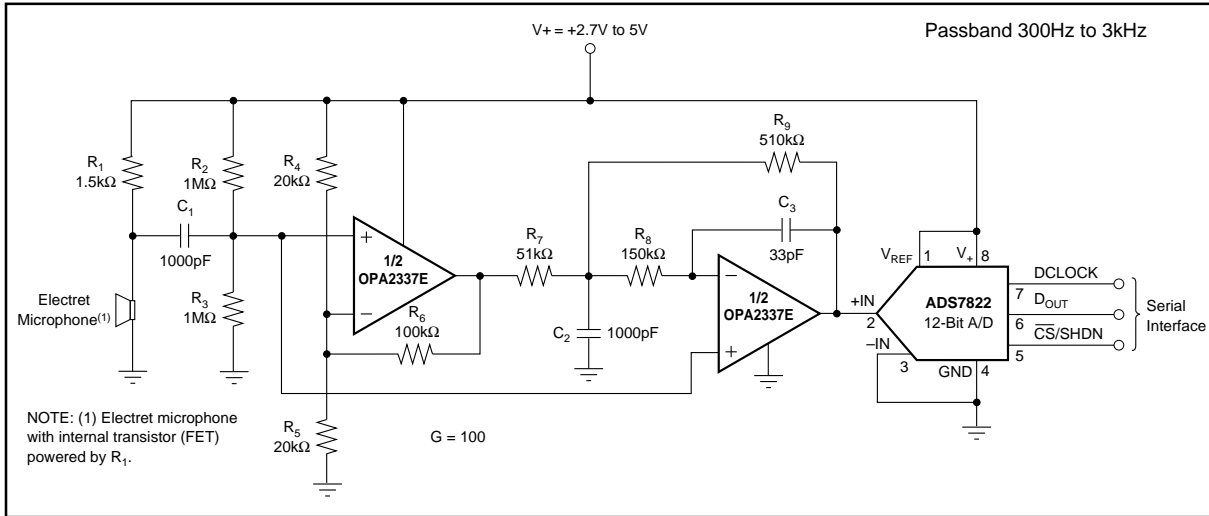 V+ = +2.7V to 5V
Passband 300Hz to 3kHz
R1
1.5kΩ
R2
1MΩ
R4
20kΩ
R9
510kΩ
C1
1000pF
C3
33pF
R7
51kΩ
R8
150kΩ
+
1/2
OPA2337E
−
R3
1MΩ
R6
100kΩ
Electret
Microphone(1)
C2
1000pF
−
1/2
OPA2337E
+
VREF
1
V+
8
+IN
2
ADS7822
12-Bit A/D
−IN
3
GND
4
DCLOCK
7
DOUT
6
CS/SHDN
5
Serial
Interface
R5
20kΩ
G = 100
NOTE: (1) Electret microphone
with internal transistor (FET)
powered by R1.